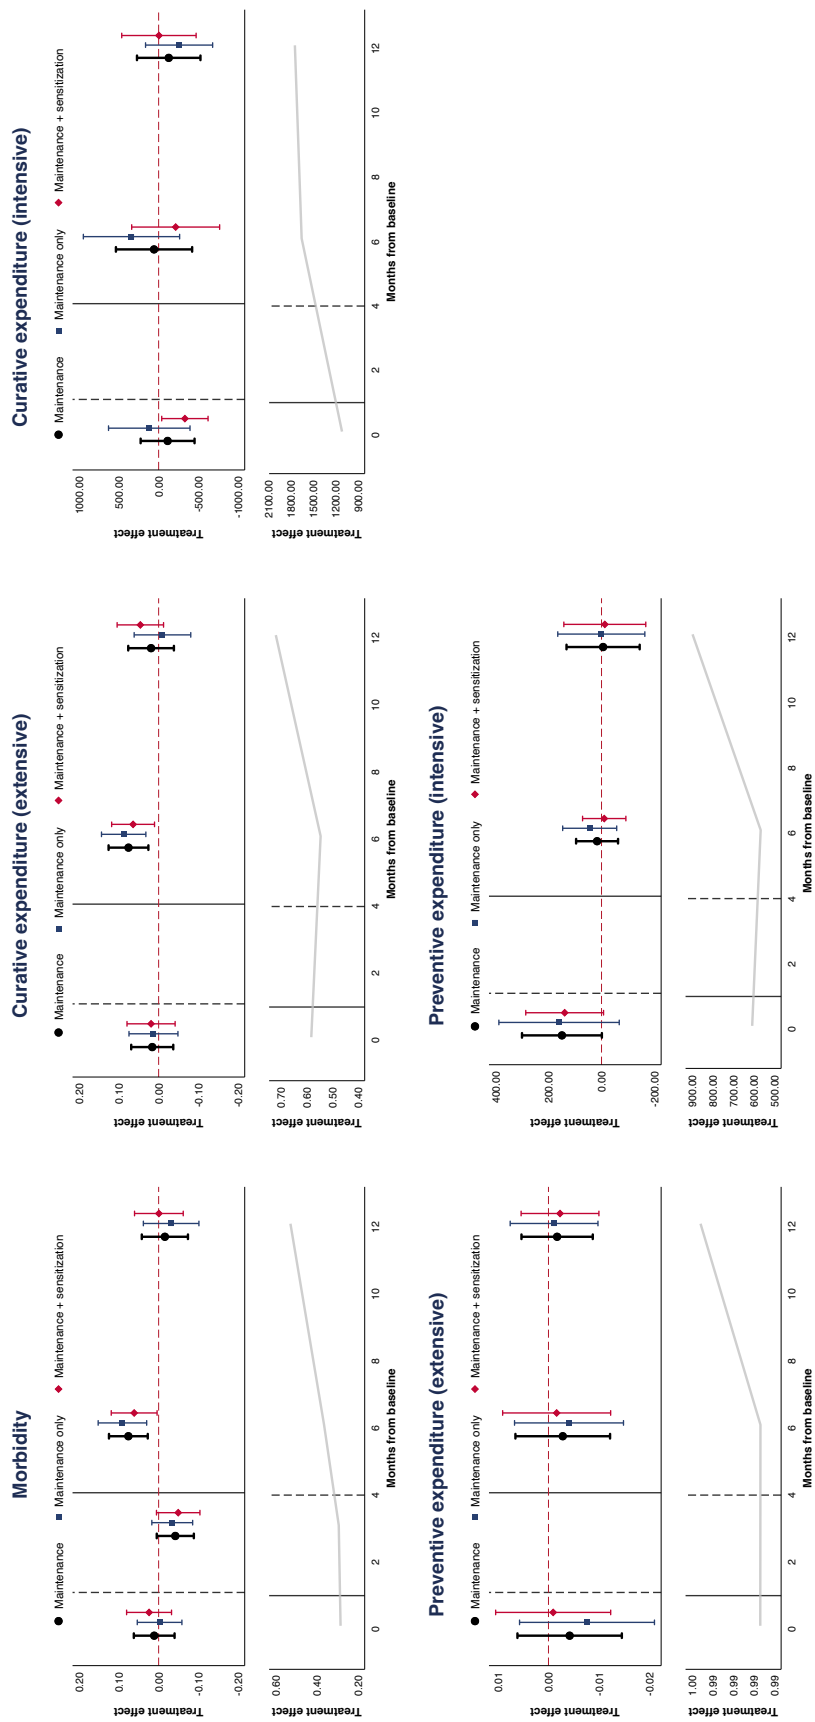 Morbidity
Maintenance
Maintenance only
Maintenance + sensitization
Treatment effect
0.20
0.10
0.00
-0.10
-0.20
Treatment effect
0.60
0.40
0.20
0 2 4 6 8 10 12
Months from baseline
Curative expenditure (extensive)
Maintenance
Maintenance only
Maintenance + sensitization
Treatment effect
0.20
0.10
0.00
-0.10
-0.20
Treatment effect
0.70
0.60
0.50
0.40
0 2 4 6 8 10 12
Months from baseline
Curative expenditure (intensive)
Maintenance
Maintenance only
Maintenance + sensitization
Treatment effect
1000.00
500.00
0.00
-500.00
-1000.00
Treatment effect
2100.00
1800.00
1500.00
1200.00
900.00
0 2 4 6 8 10 12
Months from baseline
Preventive expenditure (extensive)
Maintenance
Maintenance only
Maintenance + sensitization
Treatment effect
0.01
0.00
-0.01
-0.02
Treatment effect
1.00
0.99
0.99
0.99
0.99
0 2 4 6 8 10 12
Months from baseline
Preventive expenditure (intensive)
Maintenance
Maintenance only
Maintenance + sensitization
Treatment effect
400.00
200.00
0.00
-200.00
Treatment effect
900.00
800.00
700.00
600.00
500.00
0 2 4 6 8 10 12
Months from baseline